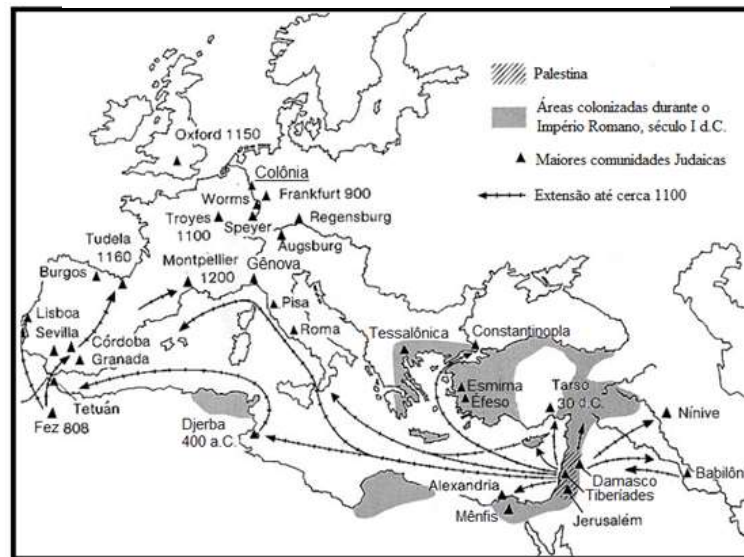 Palestina
Áreas colonizadas durante o
Império Romano, século I d.C.
Maiores comunidades Judaicas
Extensão até cerca 1100
Oxford 1150
Colônia
Worms
Frankfurt 900
Troyes
1100
Speyer
Regensburg
Augsburg
Tudela
1160
Burgos
Montpellier
1200
Gênova
Pisa
Roma
Lisboa
Sevilla
Córdoba
Granada
Tetuán
Fez 808
Djerba
400 a.C.
Tessalônica
Constantinopla
Esmirna
Éfeso
Tarso
30 d.C.
Nínive
Damasco
Babilôn
Tiberíades
Alexandria
Mênfis
Jerusalém